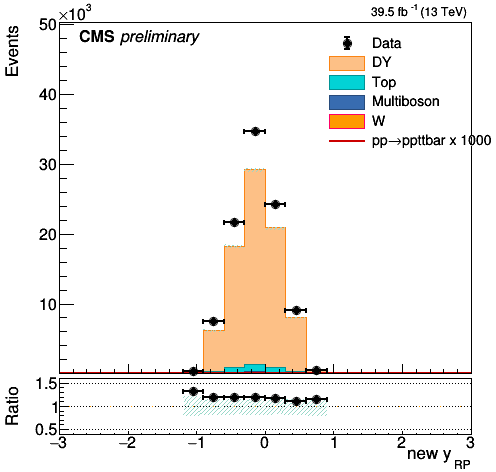 ×10³
39.5 fb⁻¹ (13 TeV)
Events
50
40
30
20
10
CMS preliminary
Data
DY
Top
Multiboson
W
pp→ppttbar x 1000
Ratio
1.5
1
0.5
−3 −2 −1 0 1 2 3
new y_RP